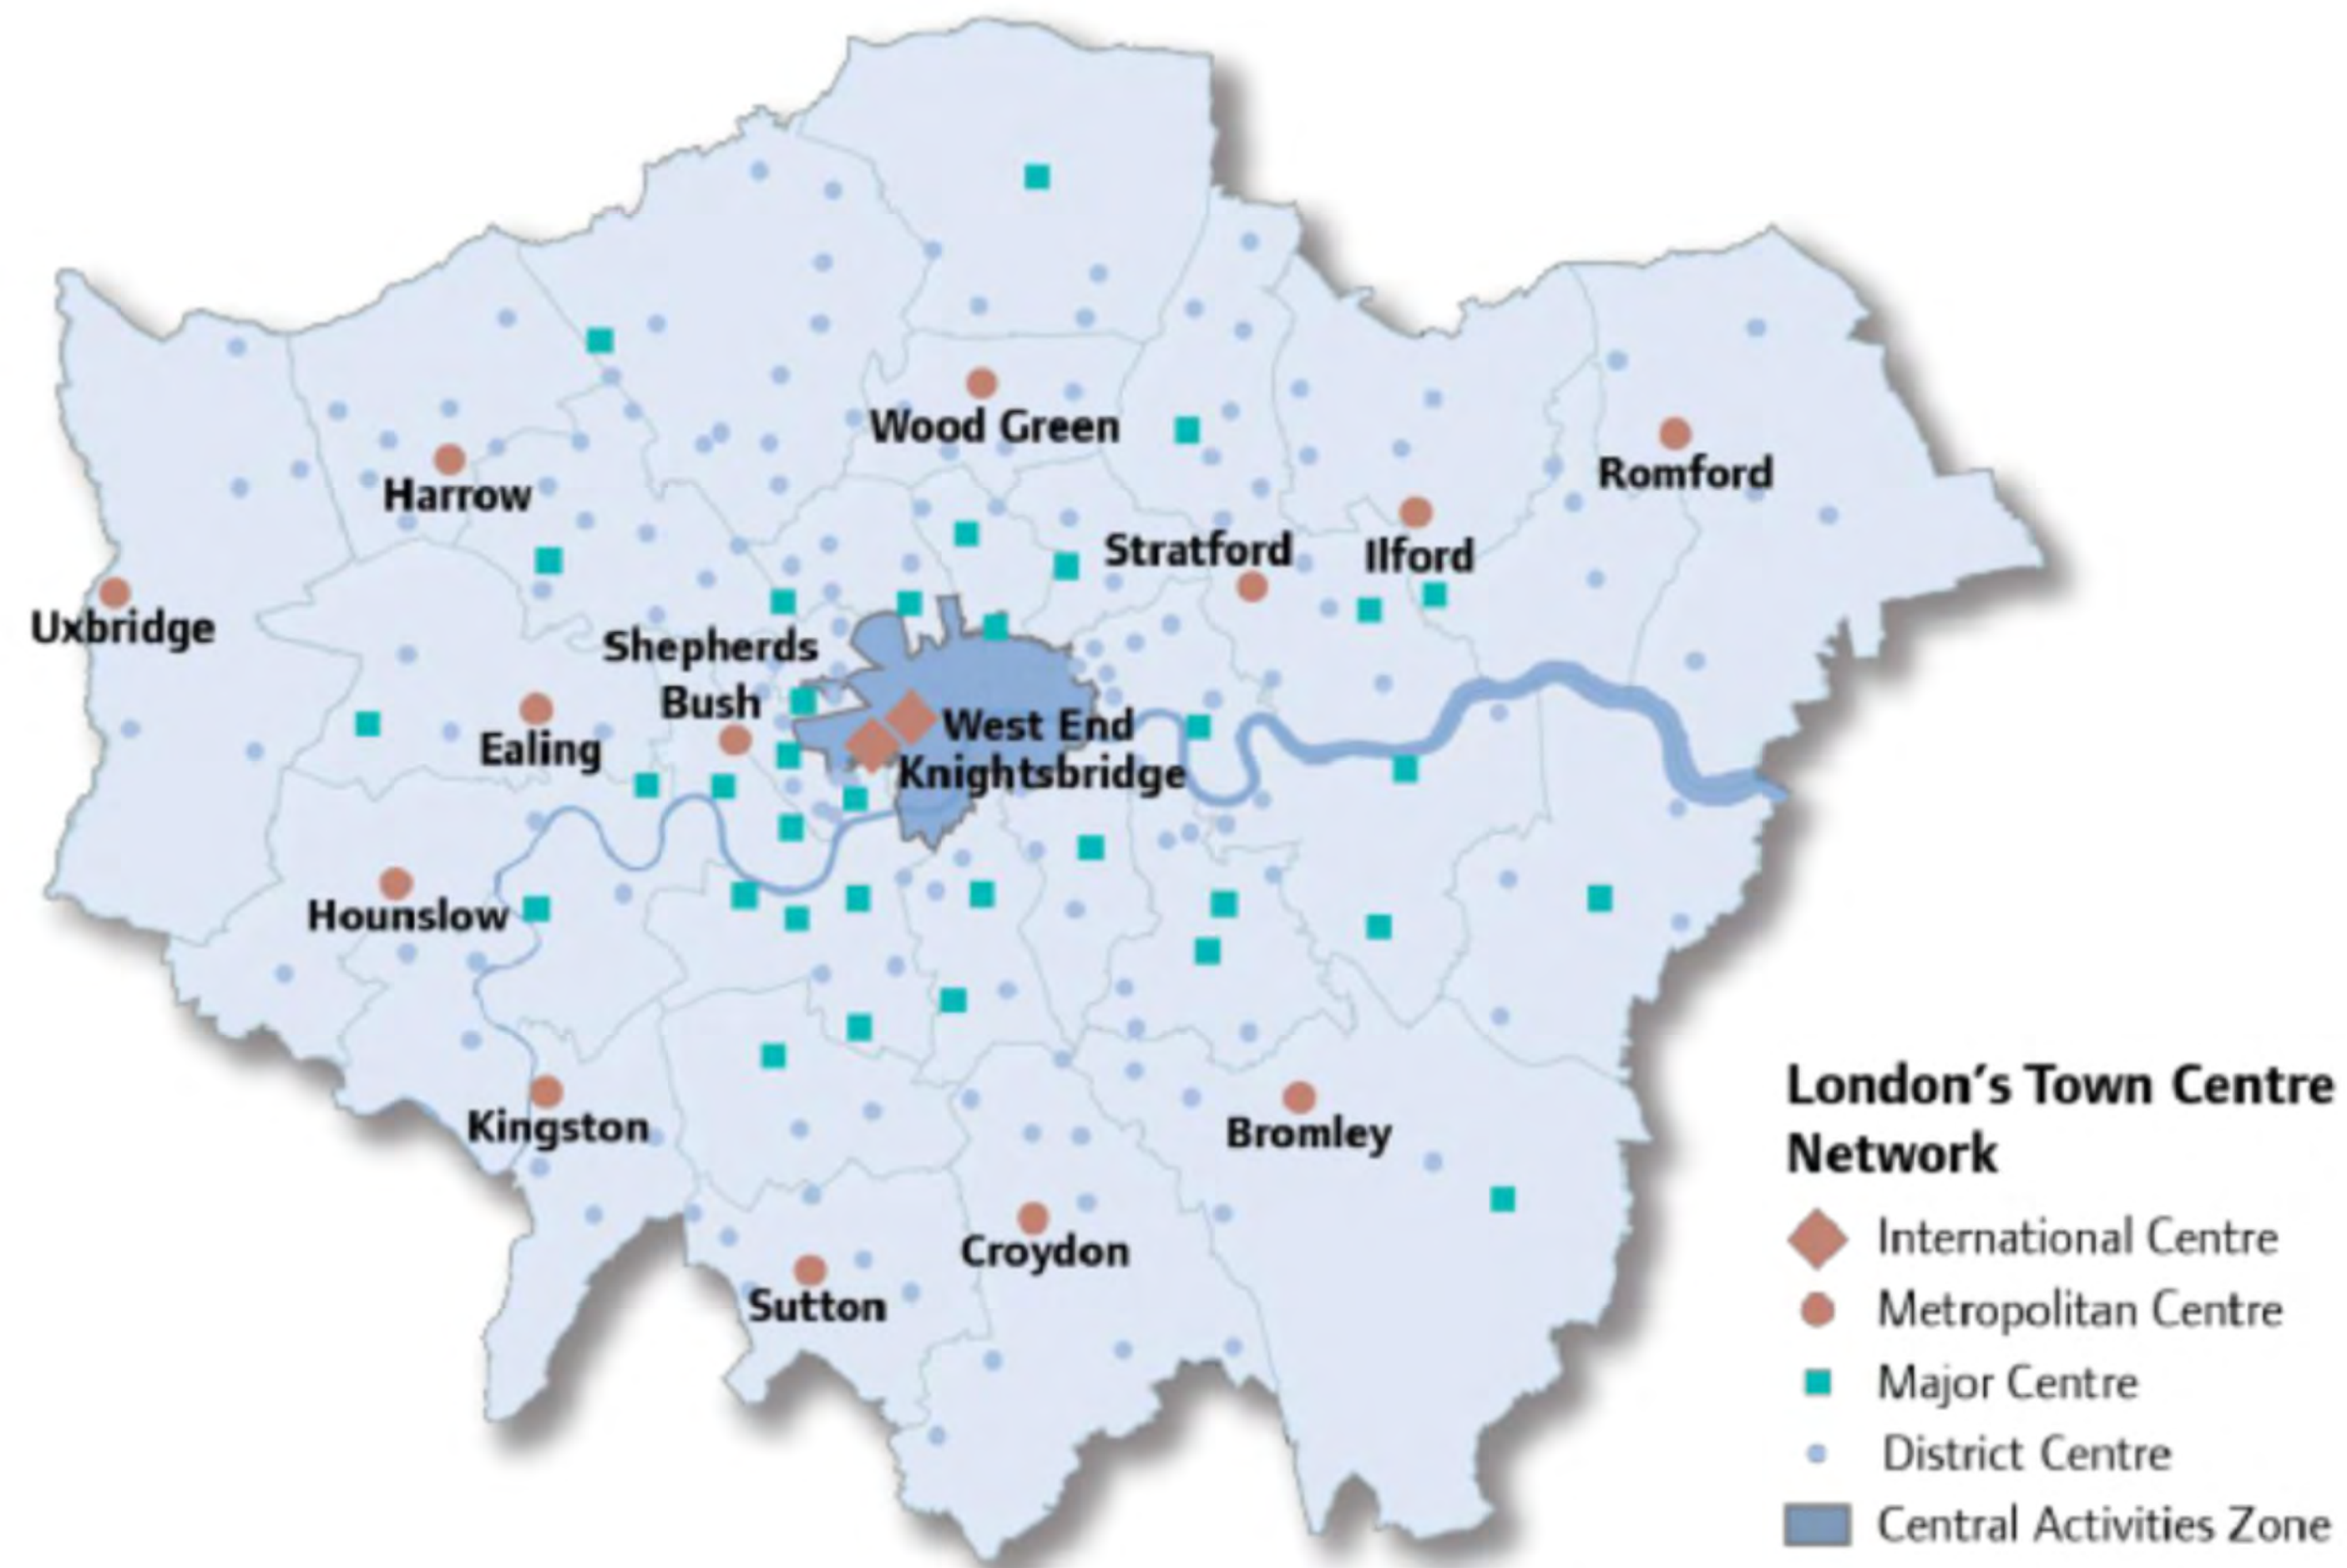 Wood Green
Romford
Harrow
Stratford
Ilford
Uxbridge
Shepherds
Bush
West End
Ealing
Knightsbridge
Hounslow
Kingston
Bromley
Croydon
Sutton
London's Town Centre
Network
International Centre
Metropolitan Centre
Major Centre
District Centre
Central Activities Zone